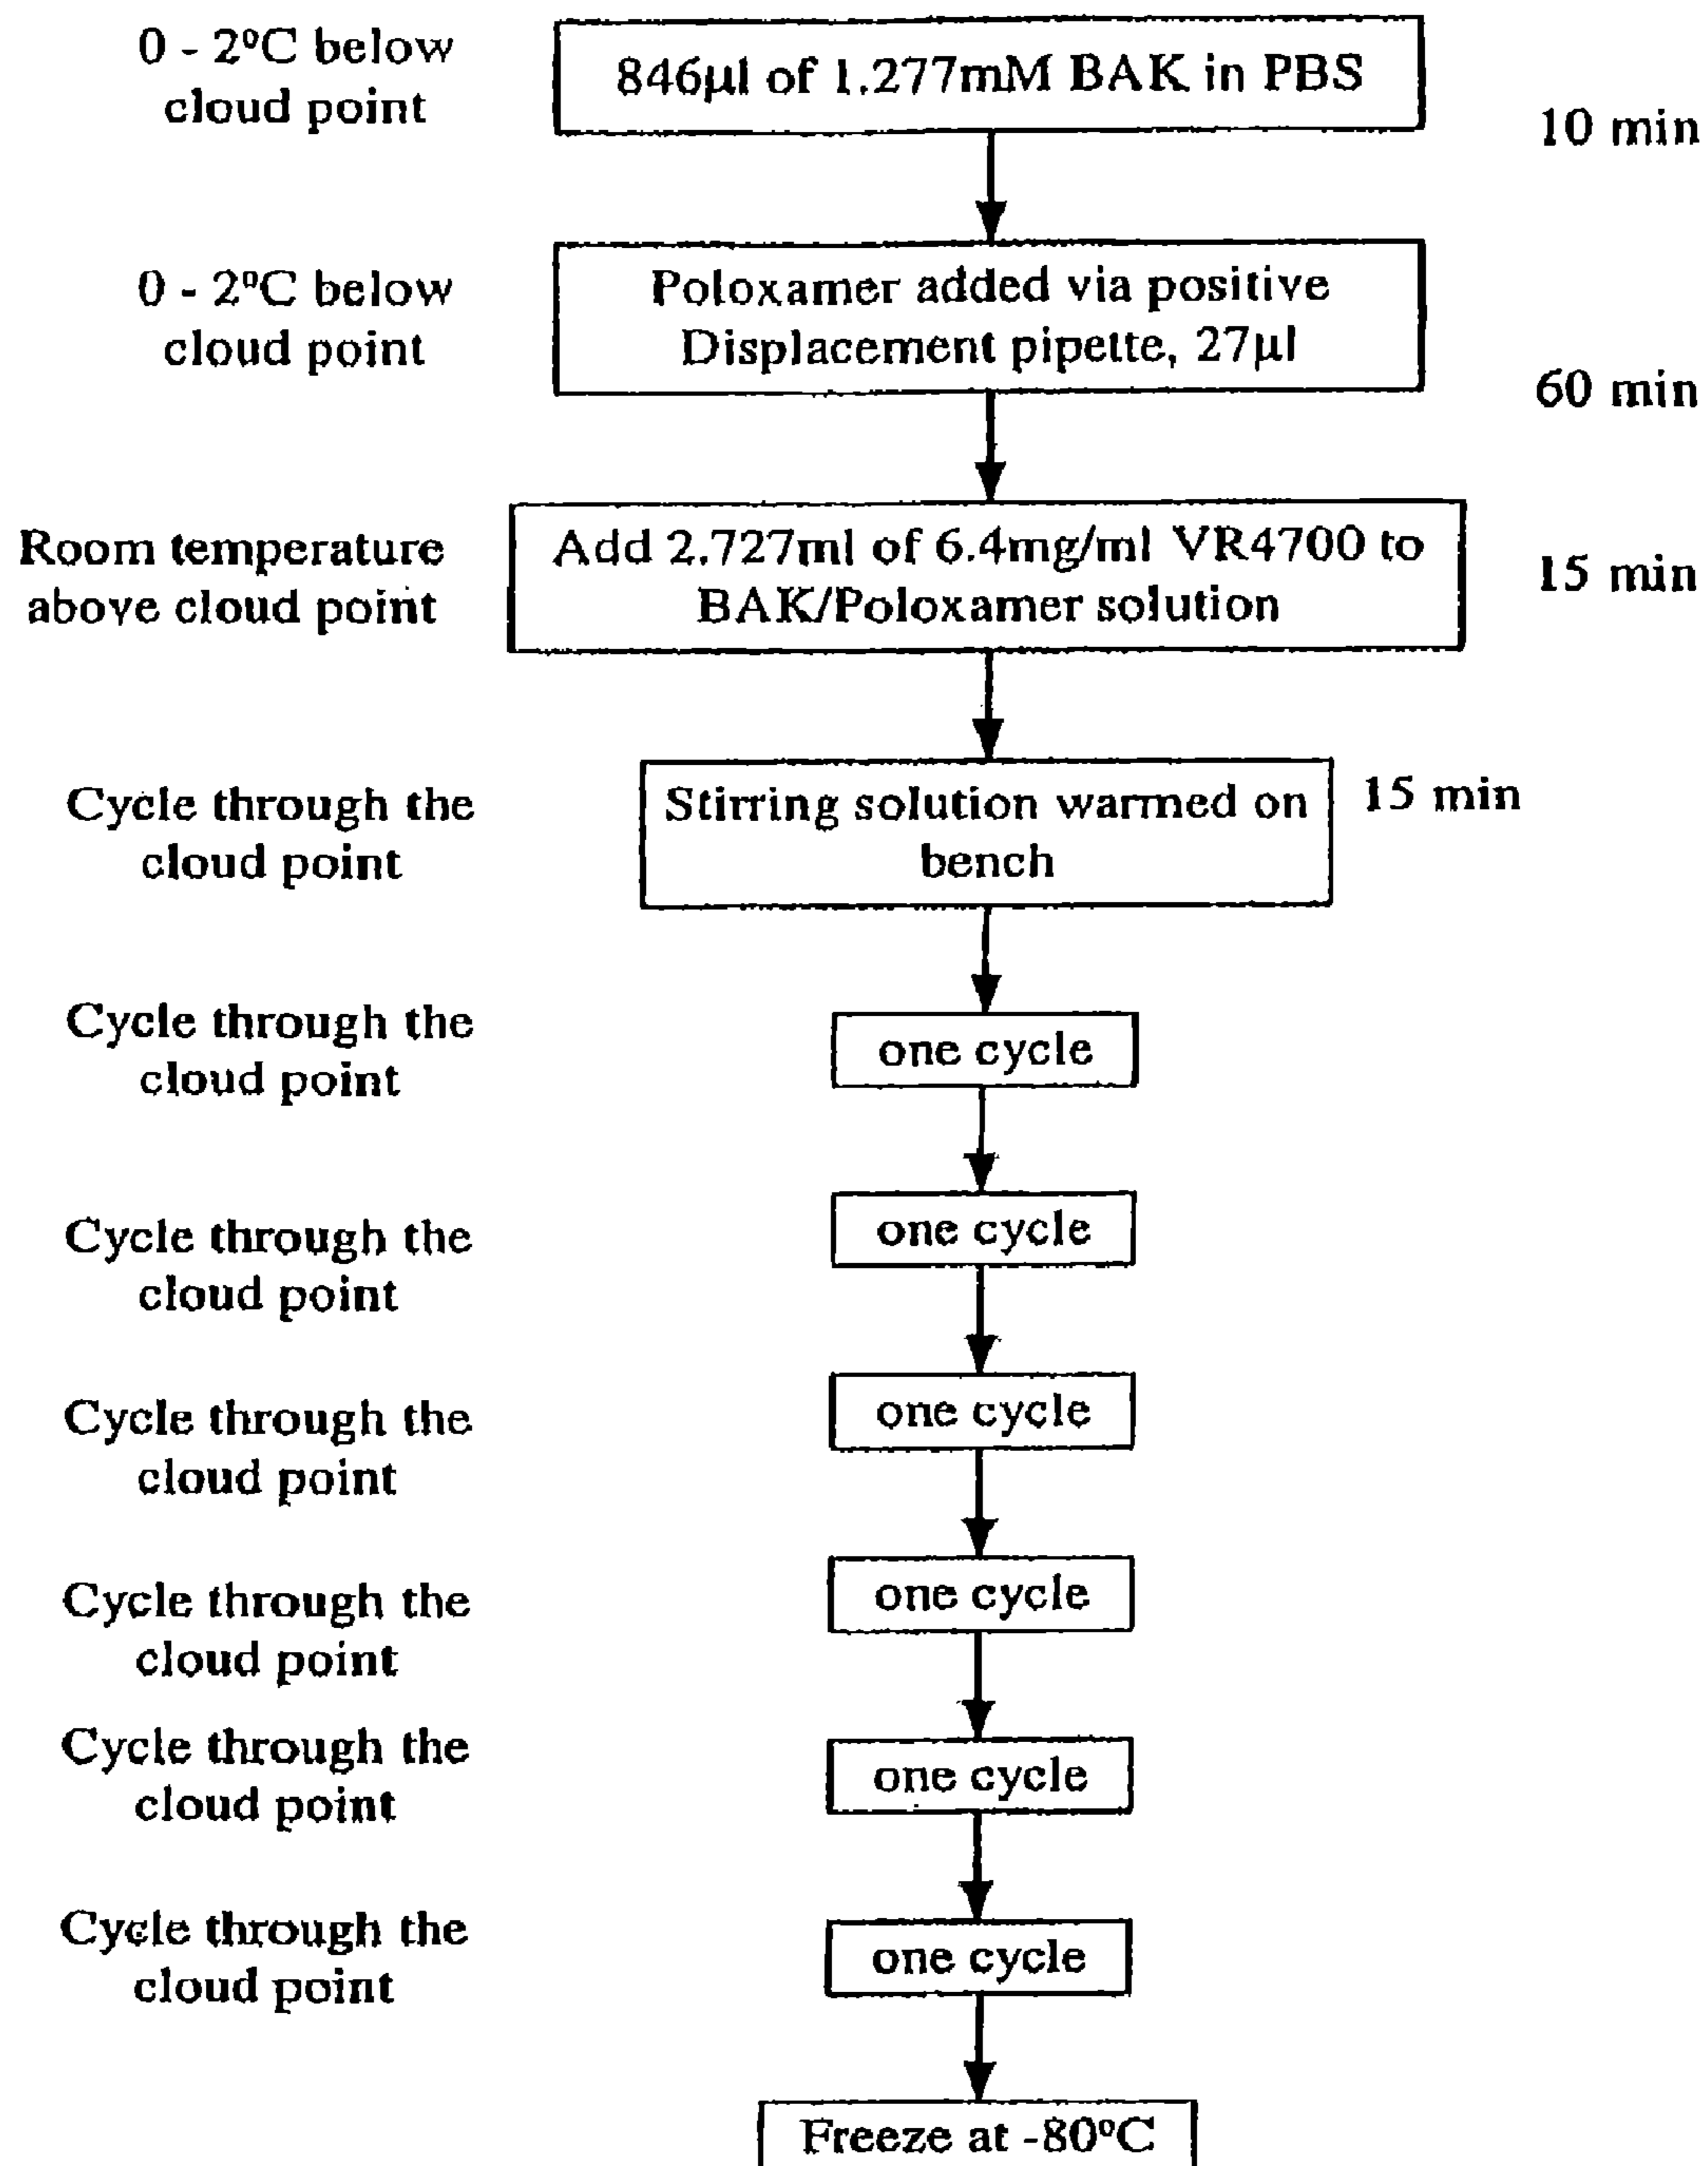 0 - 2ºC below
cloud point
846µl of 1.277mM BAK in PBS
10 min
0 - 2ºC below
cloud point
Poloxamer added via positive
Displacement pipette, 27µl
60 min
Room temperature
above cloud point
Add 2.727ml of 6.4mg/ml VR4700 to
BAK/Poloxamer solution
15 min
Cycle through the
cloud point
Stirring solution warmed on
bench
15 min
Cycle through the
cloud point
one cycle
Cycle through the
cloud point
one cycle
Cycle through the
cloud point
one cycle
Cycle through the
cloud point
one cycle
Cycle through the
cloud point
one cycle
Cycle through the
cloud point
one cycle
Freeze at -80ºC